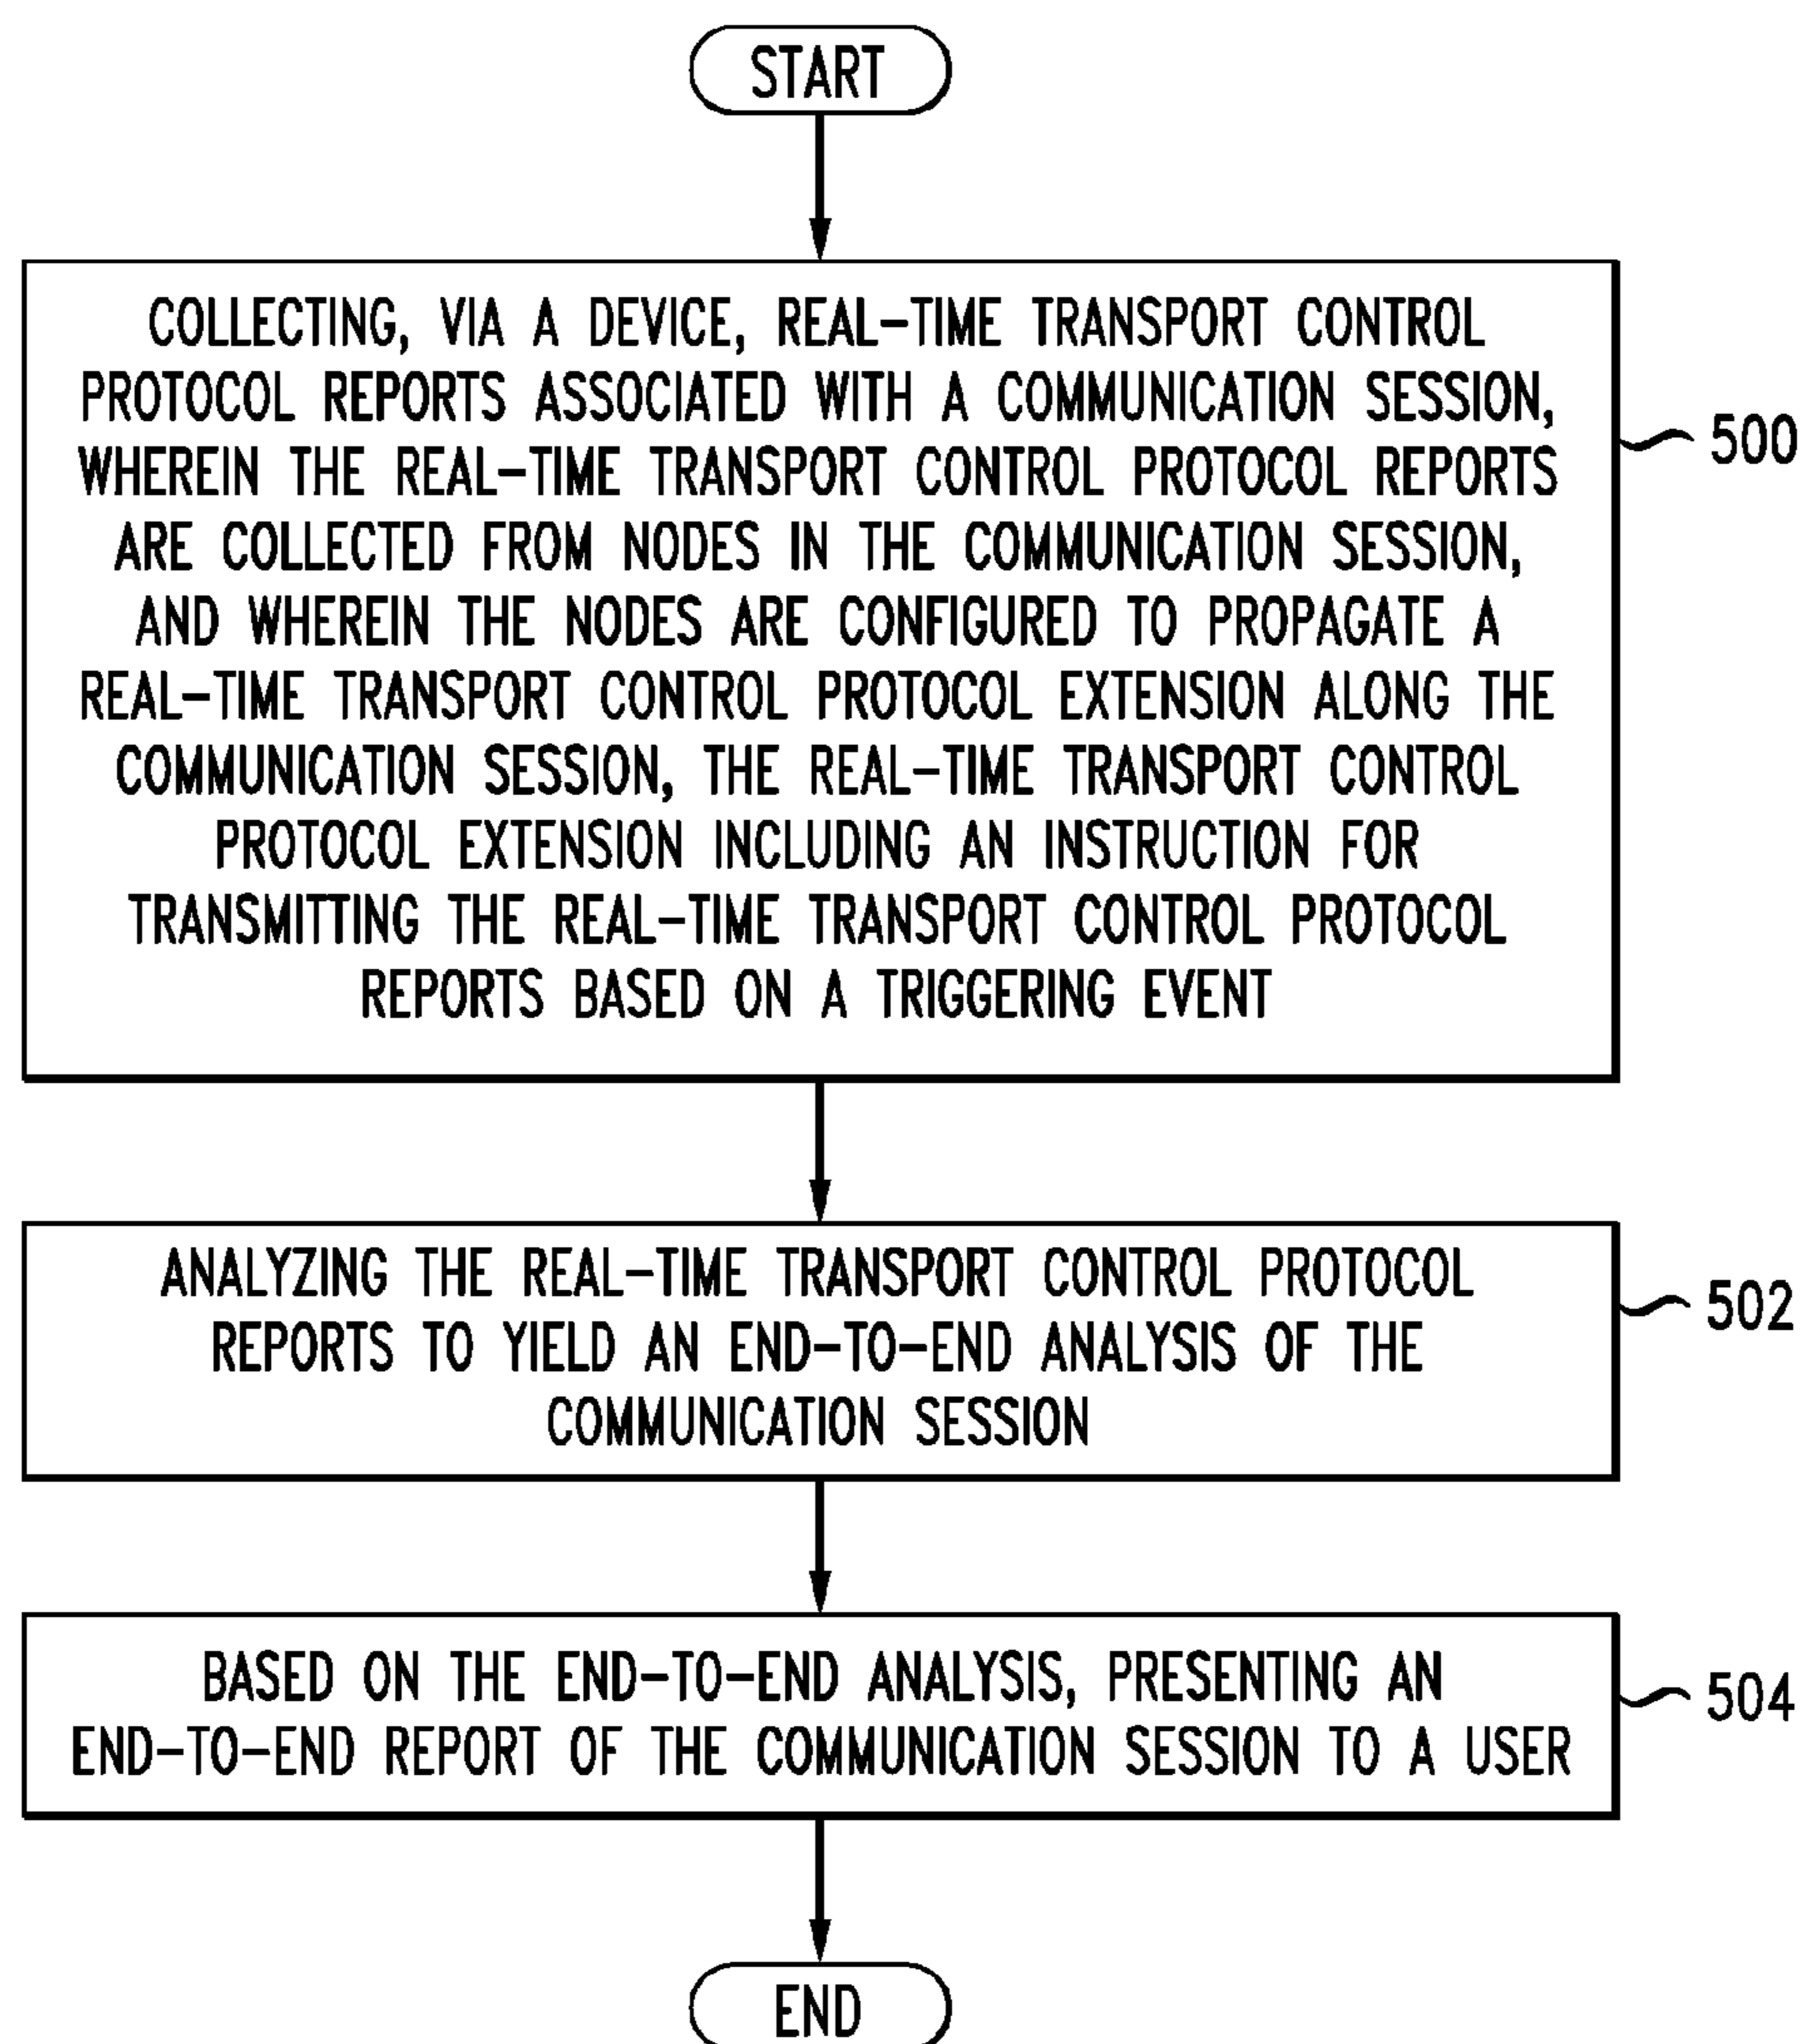 START
COLLECTING, VIA A DEVICE, REAL-TIME TRANSPORT CONTROL
PROTOCOL REPORTS ASSOCIATED WITH A COMMUNICATION SESSION,
WHEREIN THE REAL-TIME TRANSPORT CONTROL PROTOCOL REPORTS
ARE COLLECTED FROM NODES IN THE COMMUNICATION SESSION,
AND WHEREIN THE NODES ARE CONFIGURED TO PROPAGATE A
REAL-TIME TRANSPORT CONTROL PROTOCOL EXTENSION ALONG THE
COMMUNICATION SESSION, THE REAL-TIME TRANSPORT CONTROL
PROTOCOL EXTENSION INCLUDING AN INSTRUCTION FOR
TRANSMITTING THE REAL-TIME TRANSPORT CONTROL PROTOCOL
REPORTS BASED ON A TRIGGERING EVENT
500
ANALYZING THE REAL-TIME TRANSPORT CONTROL PROTOCOL
REPORTS TO YIELD AN END-TO-END ANALYSIS OF THE
COMMUNICATION SESSION
502
BASED ON THE END-TO-END ANALYSIS, PRESENTING AN
END-TO-END REPORT OF THE COMMUNICATION SESSION TO A USER
504
END